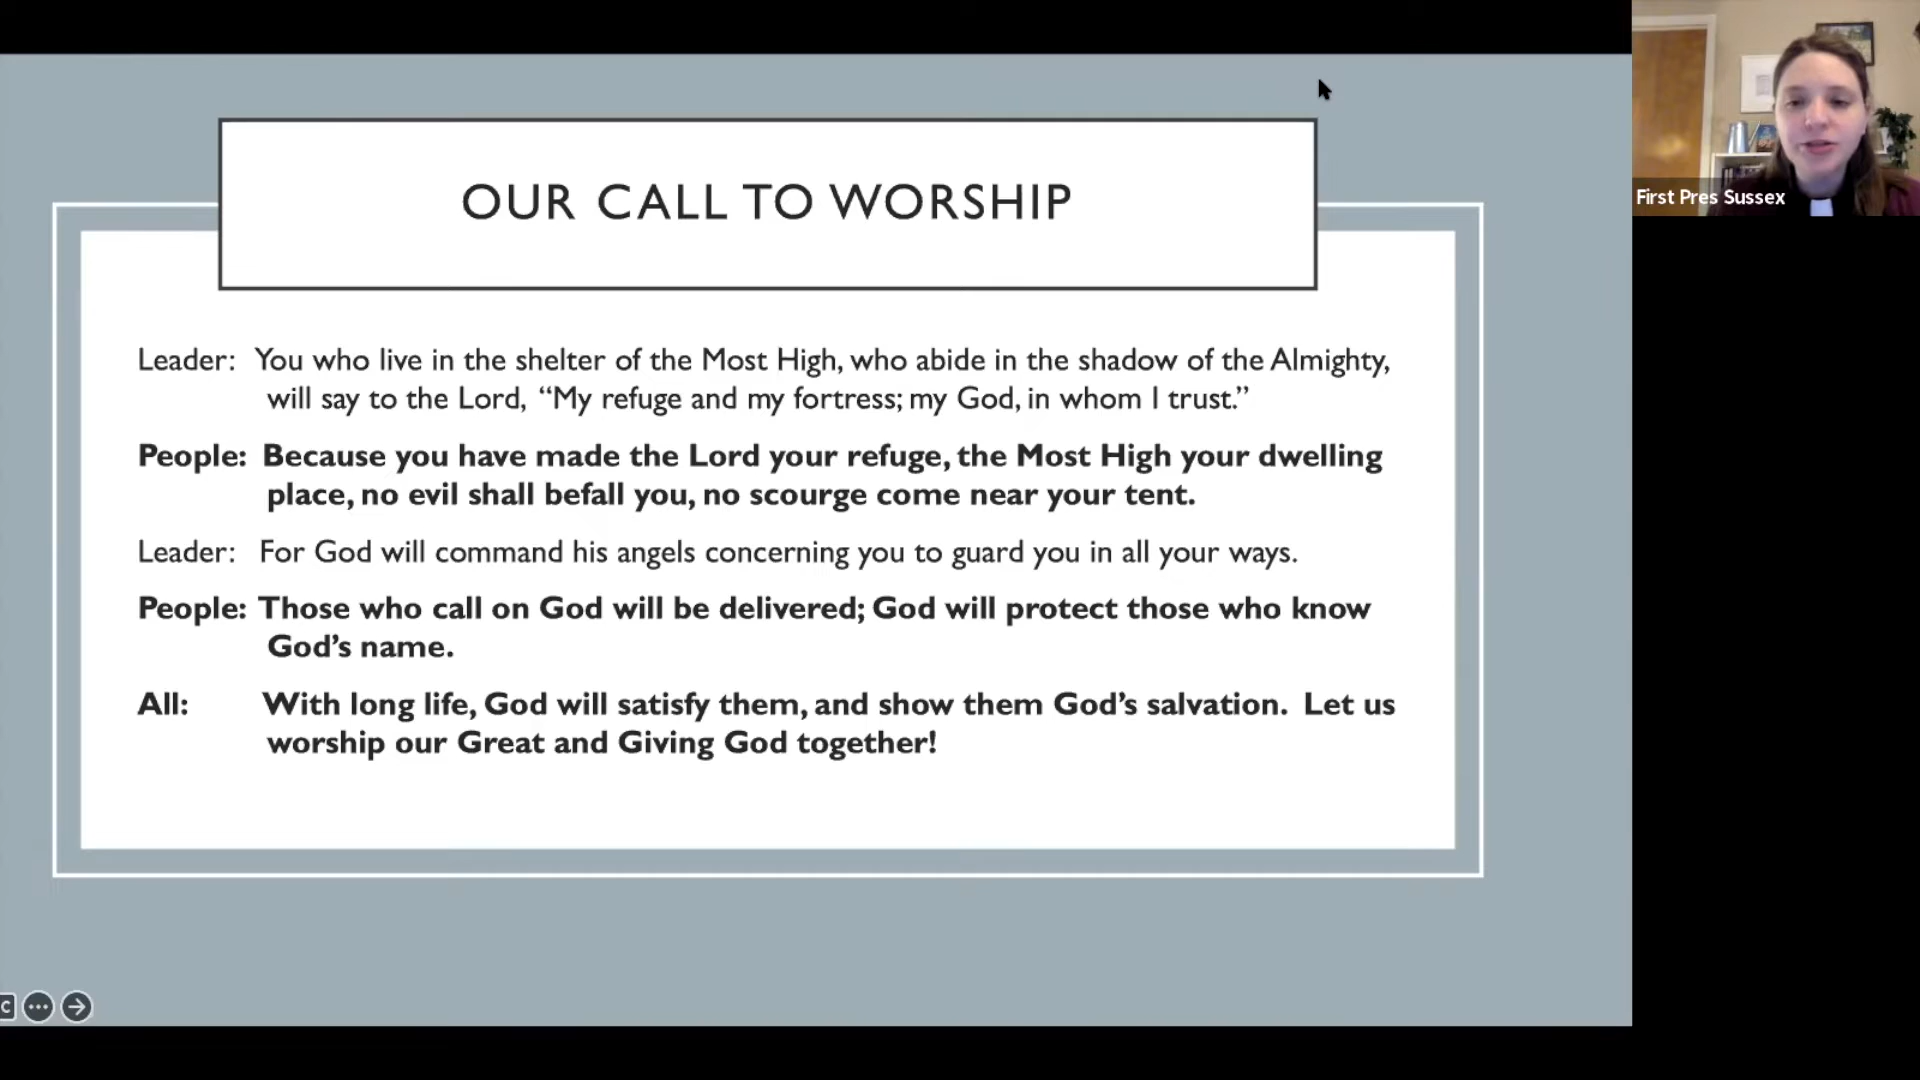 OUR CALL TO WORSHIP
First Pres Sussex
Leader: You who live in the shelter of the Most High, who abide in the shadow of the Almighty,
will say to the Lord, “My refuge and my fortress; my God, in whom I trust.”
People: Because you have made the Lord your refuge, the Most High your dwelling
place, no evil shall befall you, no scourge come near your tent.
Leader: For God will command his angels concerning you to guard you in all your ways.
People: Those who call on God will be delivered; God will protect those who know
God’s name.
All: With long life, God will satisfy them, and show them God’s salvation. Let us
worship our Great and Giving God together!